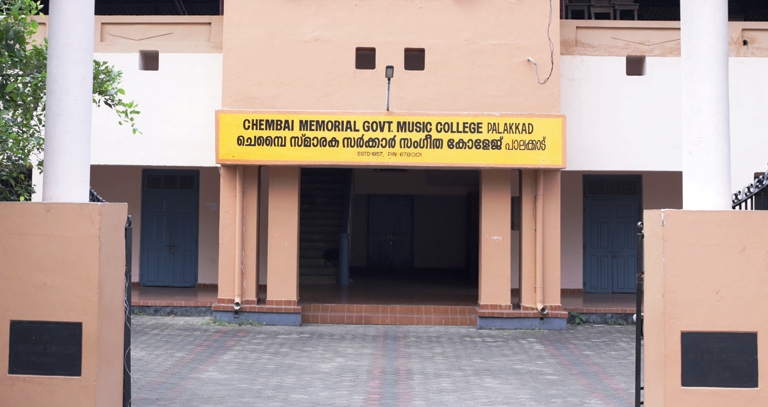 CHEMBAI MEMORIAL GOVT. MUSIC COLLEGE PALAKKAD
ചെമ്പൈ സ്മാരക സർക്കാർ സംഗീത കോളേജ് പാലക്കാട്
ESTD 1957, PIN 678001